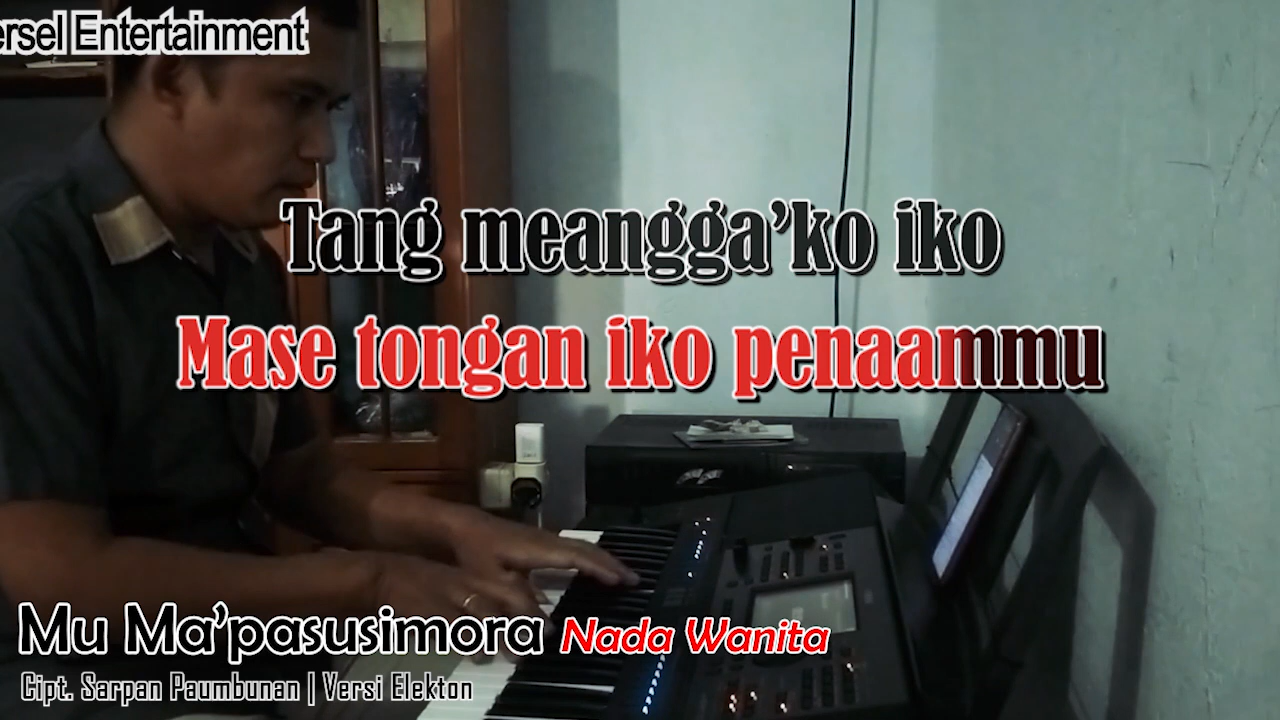 ersel Entertainment
Tang meangga'ko iko
Mase tongan iko penaammu
Mu Ma'pasusimora Nada Wanita
Cipt. Sarpan Paumbunan | Versi Elekton